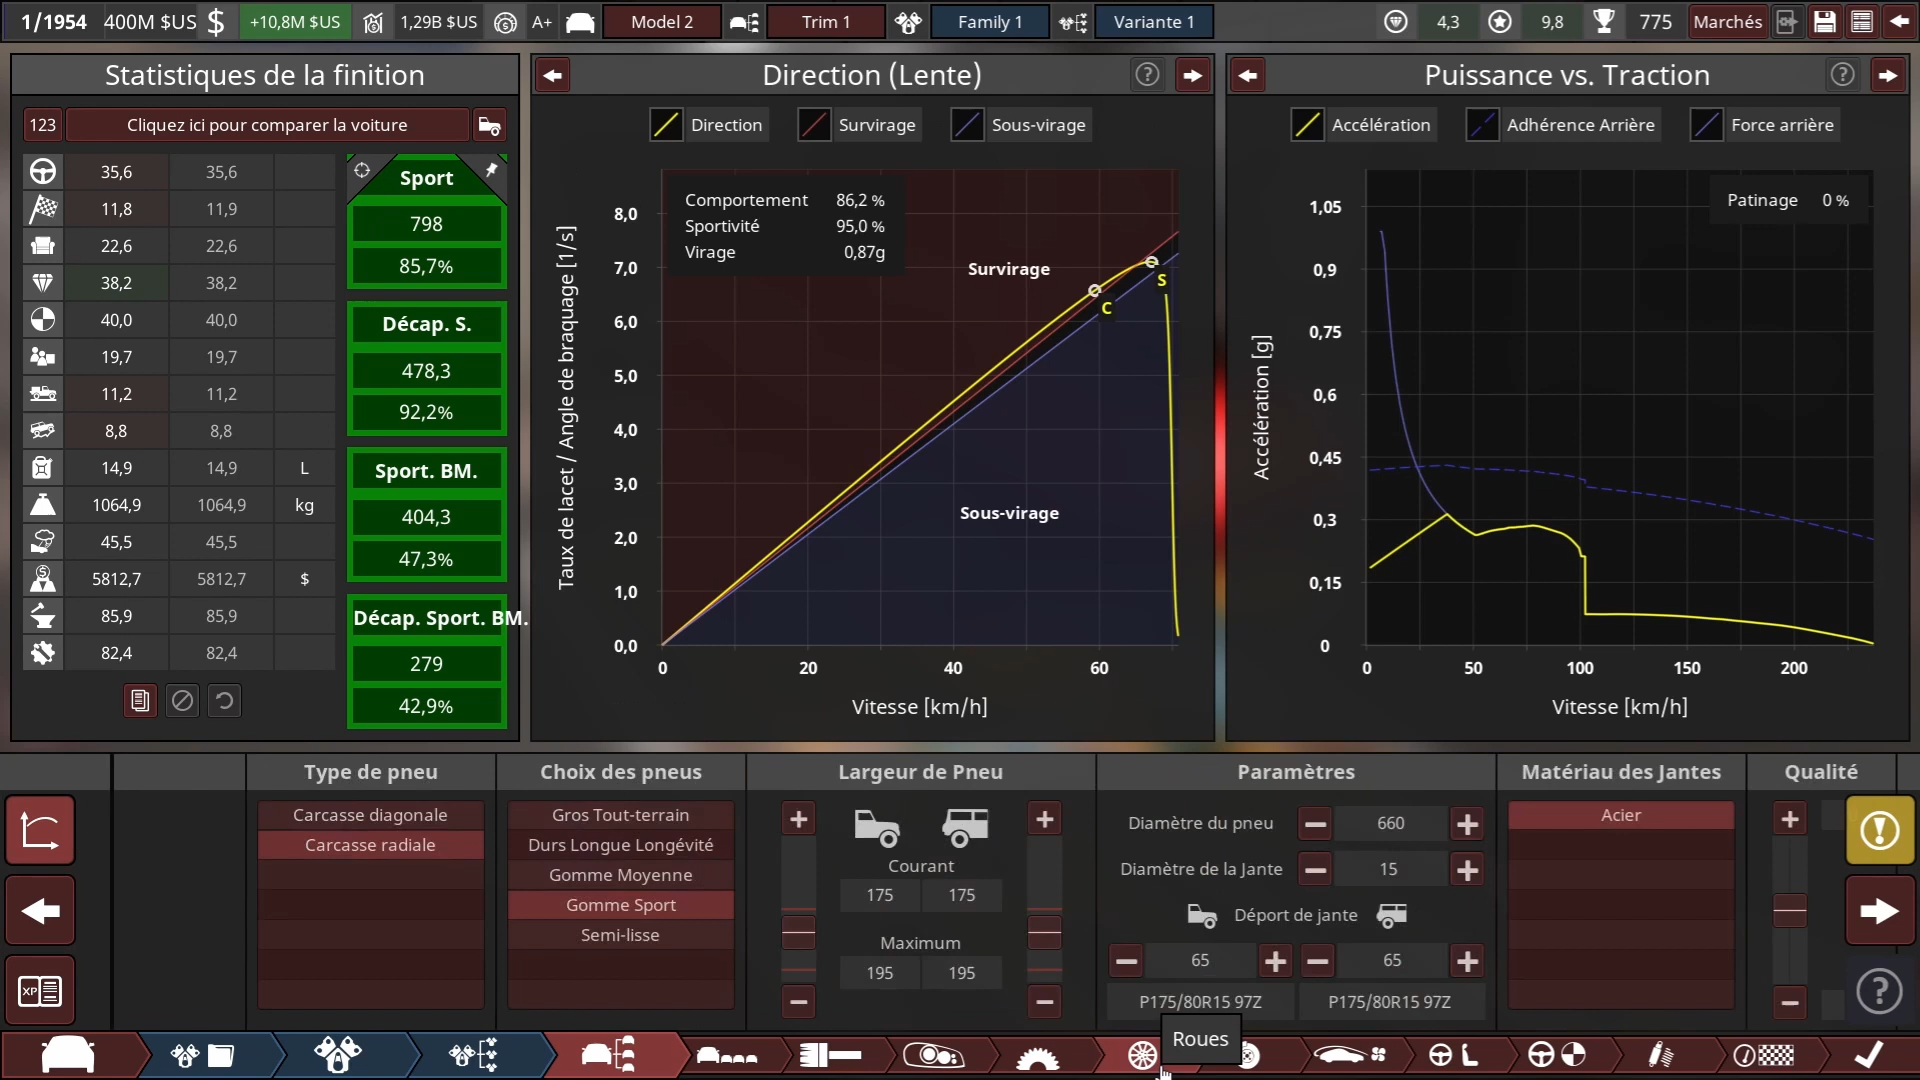 1/1954
400M $US
+10,8M $US
1,29B $US
A+
Model 2
Trim 1
Family 1
Variante 1
4,3
9,8
775
Marchés
Statistiques de la finition
123
Cliquez ici pour comparer la voiture
35,6 35,6
11,8 11,9
22,6 22,6
38,2 38,2
40,0 40,0
19,7 19,7
11,2 11,2
8,8 8,8
14,9 14,9 L
1064,9 1064,9 kg
45,5 45,5
5812,7 5812,7 $
85,9 85,9
82,4 82,4
Sport
798
85,7%
Décap. S.
478,3
92,2%
Sport. BM.
404,3
47,3%
Décap. Sport. BM.
279
42,9%
Direction (Lente)
?
Direction
Survirage
Sous-virage
Comportement 86,2 %
Sportivité 95,0 %
Virage 0,87g
Survirage
Sous-virage
C
S
Taux de lacet / Angle de braquage [1/s]
8,0
7,0
6,0
5,0
4,0
3,0
2,0
1,0
0,0
0 20 40 60
Vitesse [km/h]
Puissance vs. Traction
?
Accélération
Adhérence Arrière
Force arrière
Patinage 0 %
Accélération [g]
1,05
0,9
0,75
0,6
0,45
0,3
0,15
0
0 50 100 150 200
Vitesse [km/h]
Type de pneu
Carcasse diagonale
Carcasse radiale
Choix des pneus
Gros Tout-terrain
Durs Longue Longévité
Gomme Moyenne
Gomme Sport
Semi-lisse
Largeur de Pneu
Courant
175 175
Maximum
195 195
Paramètres
Diamètre du pneu 660
Diamètre de la Jante 15
Déport de jante
65 65
P175/80R15 97Z P175/80R15 97Z
Matériau des Jantes
Acier
Qualité
XP
?
Roues